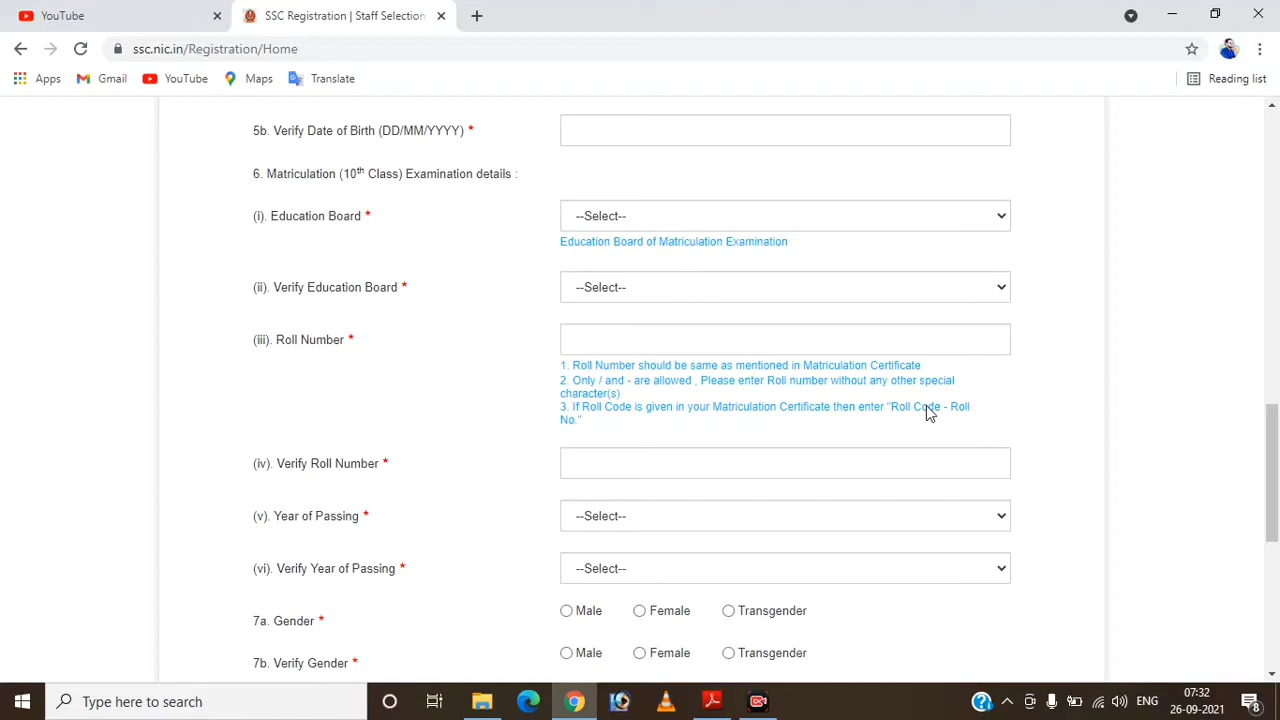 YouTube
SSC Registration | Staff Selection
ssc.nic.in/Registration/Home
Apps Gmail YouTube Maps Translate Reading list
5b. Verify Date of Birth (DD/MM/YYYY) *
6. Matriculation (10th Class) Examination details :
(i). Education Board * --Select--
Education Board of Matriculation Examination
(ii). Verify Education Board * --Select--
(iii). Roll Number *
1. Roll Number should be same as mentioned in Matriculation Certificate
2. Only / and - are allowed , Please enter Roll number without any other special
character(s)
3. If Roll Code is given in your Matriculation Certificate then enter "Roll Code - Roll
No."
(iv). Verify Roll Number *
(v). Year of Passing * --Select--
(vi). Verify Year of Passing * --Select--
7a. Gender * Male Female Transgender
7b. Verify Gender * Male Female Transgender
Type here to search
ENG
07:32
26-09-2021
8